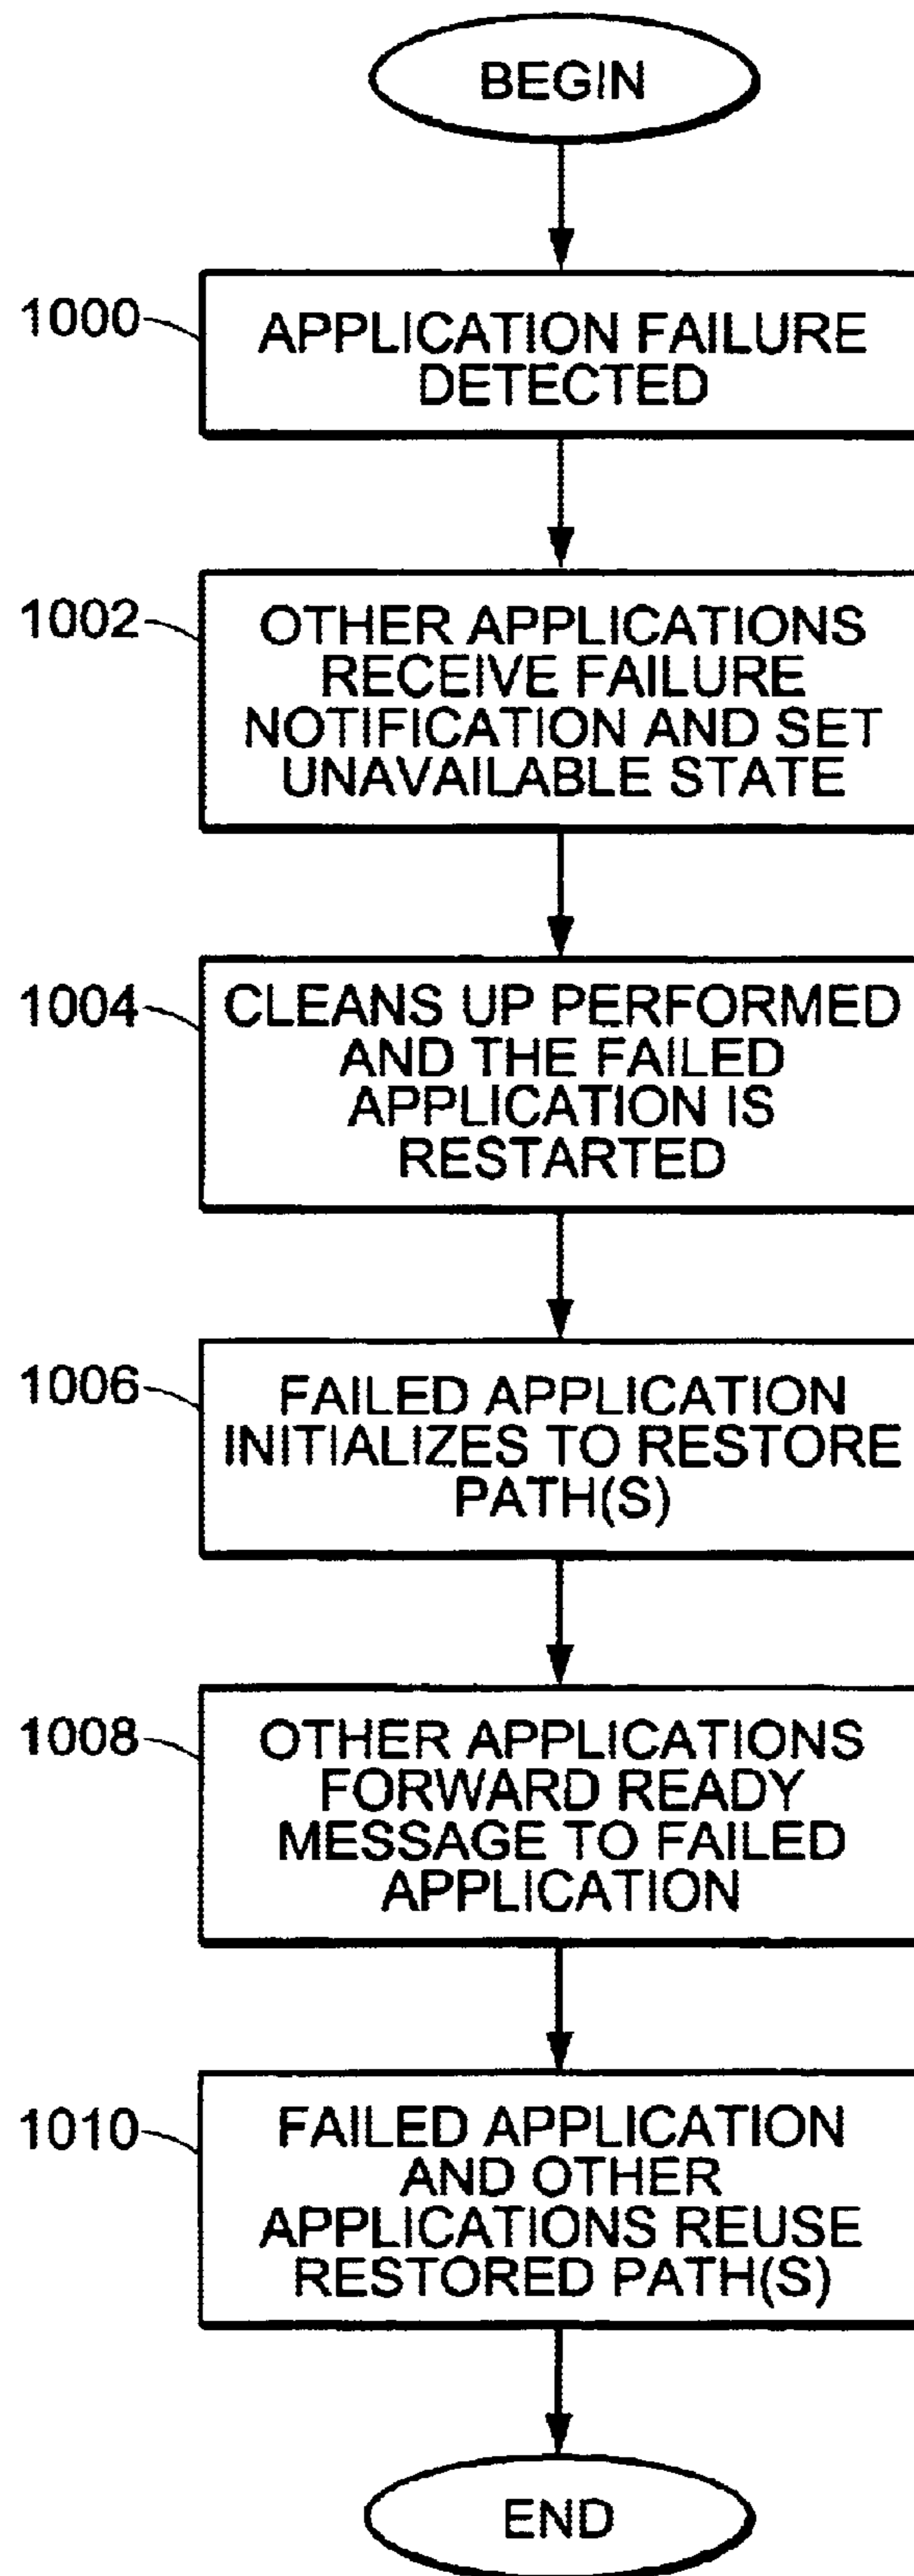 BEGIN
1000
APPLICATION FAILURE
DETECTED
1002
OTHER APPLICATIONS
RECEIVE FAILURE
NOTIFICATION AND SET
UNAVAILABLE STATE
1004
CLEANS UP PERFORMED
AND THE FAILED
APPLICATION IS
RESTARTED
1006
FAILED APPLICATION
INITIALIZES TO RESTORE
PATH(S)
1008
OTHER APPLICATIONS
FORWARD READY
MESSAGE TO FAILED
APPLICATION
1010
FAILED APPLICATION
AND OTHER
APPLICATIONS REUSE
RESTORED PATH(S)
END